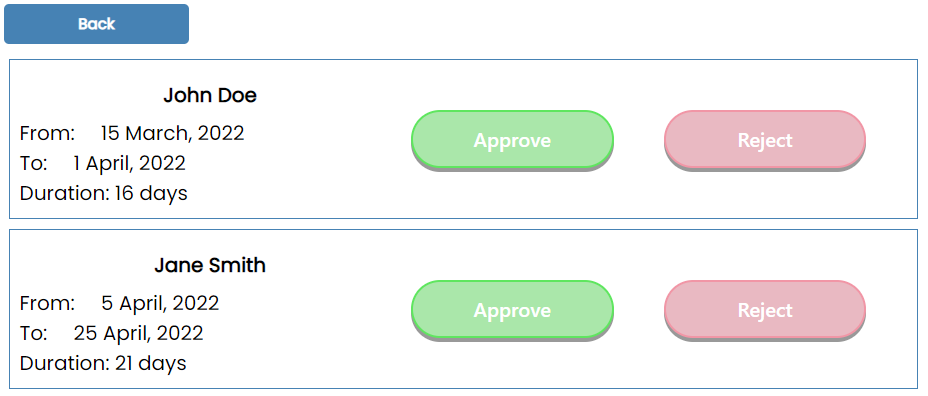 Back
John Doe
From: 15 March, 2022
To: 1 April, 2022
Duration: 16 days
Approve
Reject
Jane Smith
From: 5 April, 2022
To: 25 April, 2022
Duration: 21 days
Approve
Reject